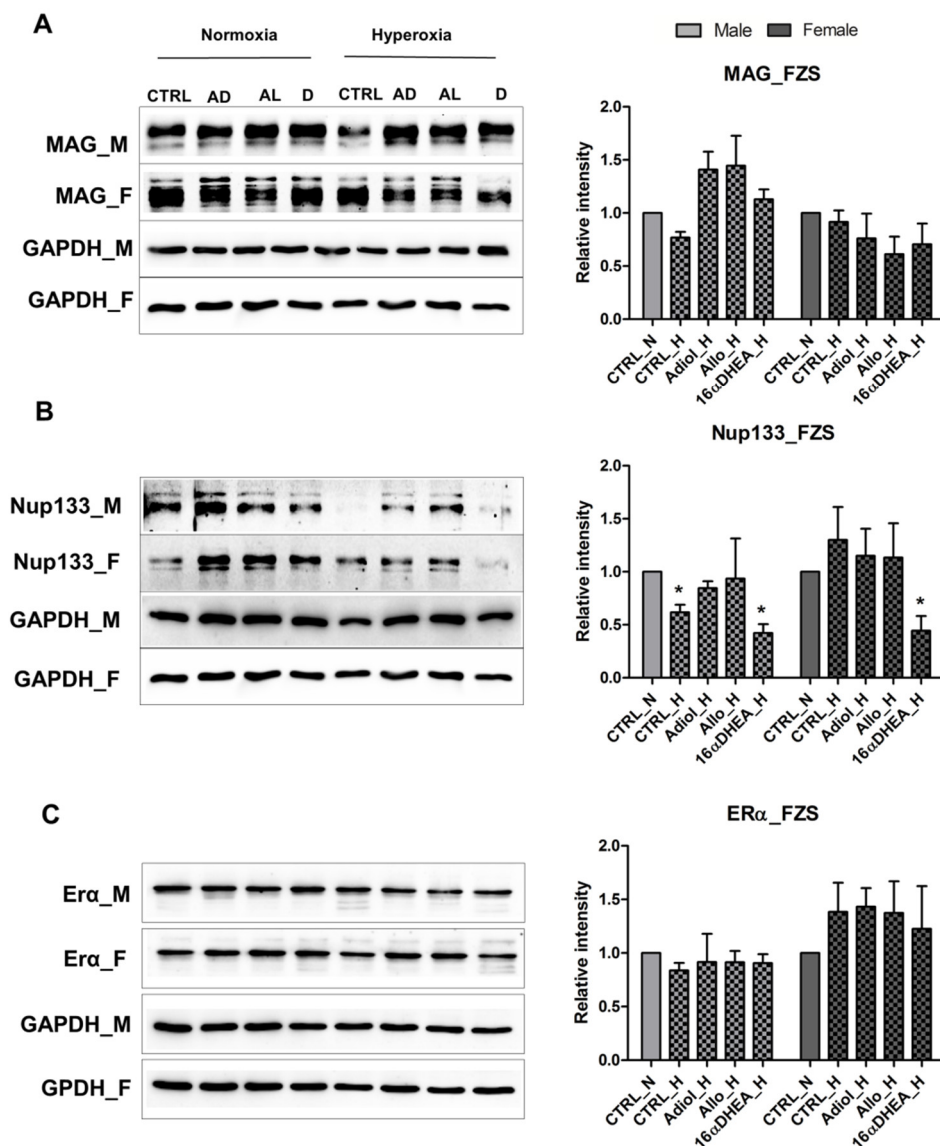 A
Normoxia Hyperoxia
CTRL AD AL D CTRL AD AL D
MAG_M
MAG_F
GAPDH_M
GAPDH_F
Male Female
MAG_FZS
Relative intensity
2.0
1.5
1.0
0.5
0.0
CTRL_N
CTRL_H
Adiol_H
Allo_H
16αDHEA_H
CTRL_N
CTRL_H
Adiol_H
Allo_H
16αDHEA_H
B
Nup133_M
Nup133_F
GAPDH_M
GAPDH_F
Nup133_FZS
Relative intensity
2.0
1.5
1.0
0.5
0.0
* * *
CTRL_N
CTRL_H
Adiol_H
Allo_H
16αDHEA_H
CTRL_N
CTRL_H
Adiol_H
Allo_H
16αDHEA_H
C
Erα_M
Erα_F
GAPDH_M
GPDH_F
ERα_FZS
Relative intensity
2.0
1.5
1.0
0.5
0.0
CTRL_N
CTRL_H
Adiol_H
Allo_H
16αDHEA_H
CTRL_N
CTRL_H
Adiol_H
Allo_H
16αDHEA_H